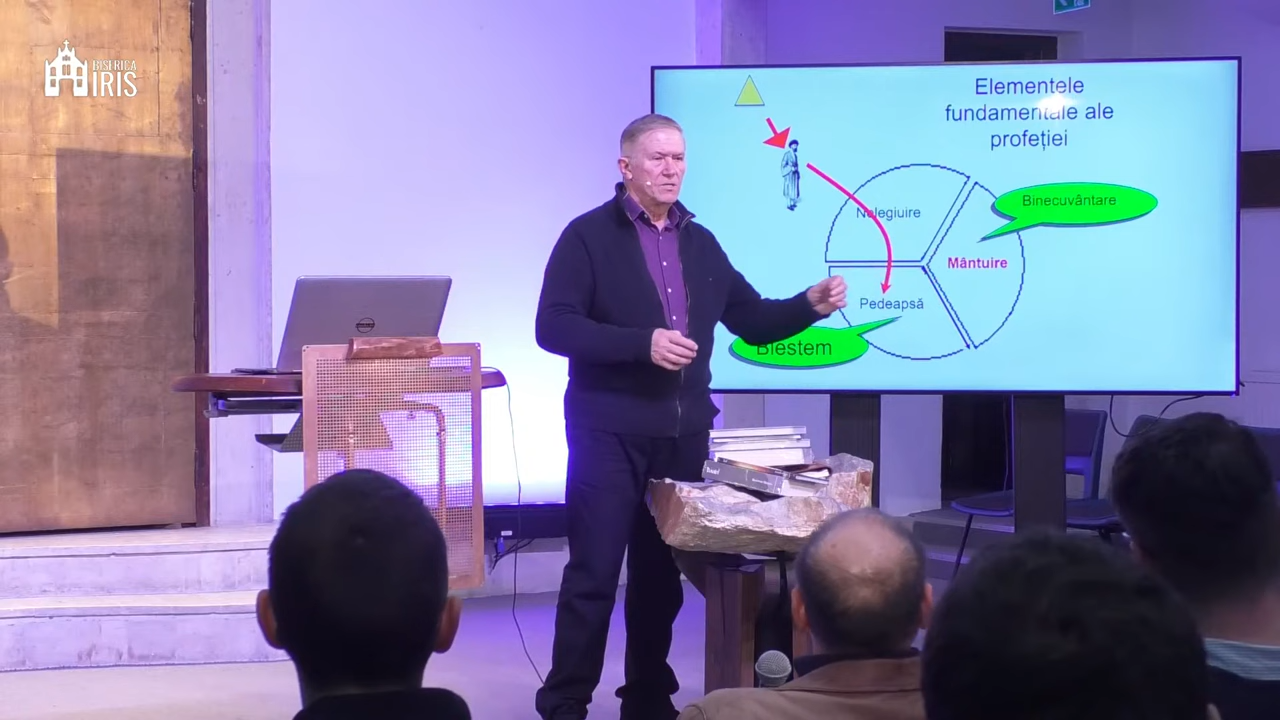 BISERICA
IRIS
Elementele
fundamentale ale
profeției
Nelegiuire
Binecuvântare
Mântuire
Pedeapsă
Blestem